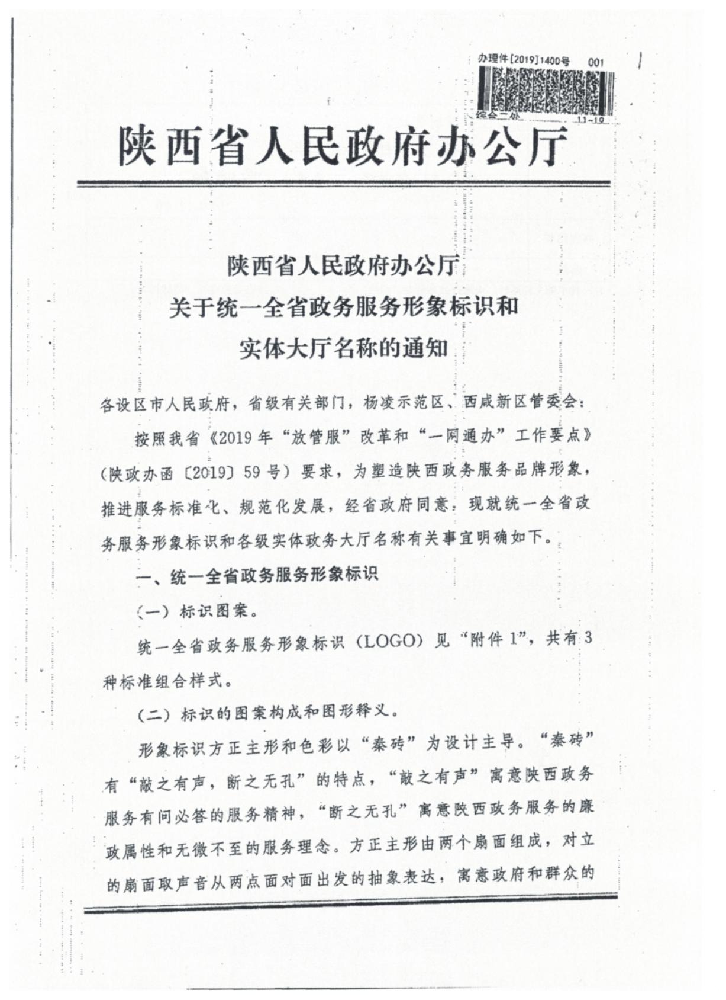 办理件[2019]1400号 001
综合二处 11-19
陕西省人民政府办公厅
陕西省人民政府办公厅
关于统一全省政务服务形象标识和
实体大厅名称的通知
各设区市人民政府，省级有关部门，杨凌示范区、西咸新区管委会：
按照我省《2019年“放管服”改革和“一网通办”工作要点》
（陕政办函〔2019〕59号）要求，为塑造陕西政务服务品牌形象，
推进服务标准化、规范化发展，经省政府同意，现就统一全省政
务服务形象标识和各级实体政务大厅名称有关事宜明确如下。
一、统一全省政务服务形象标识
（一）标识图案。
统一全省政务服务形象标识（LOGO）见“附件1”，共有3
种标准组合样式。
（二）标识的图案构成和图形释义。
形象标识方正主形和色彩以“秦砖”为设计主导。“秦砖”
有“敲之有声，断之无孔”的特点，“敲之有声”寓意陕西政务
服务有问必答的服务精神，“断之无孔”寓意陕西政务服务的廉
政属性和无微不至的服务理念。方正主形由两个扇面组成，对立
的扇面取声音从两点面对面出发的抽象表达，寓意政府和群众的